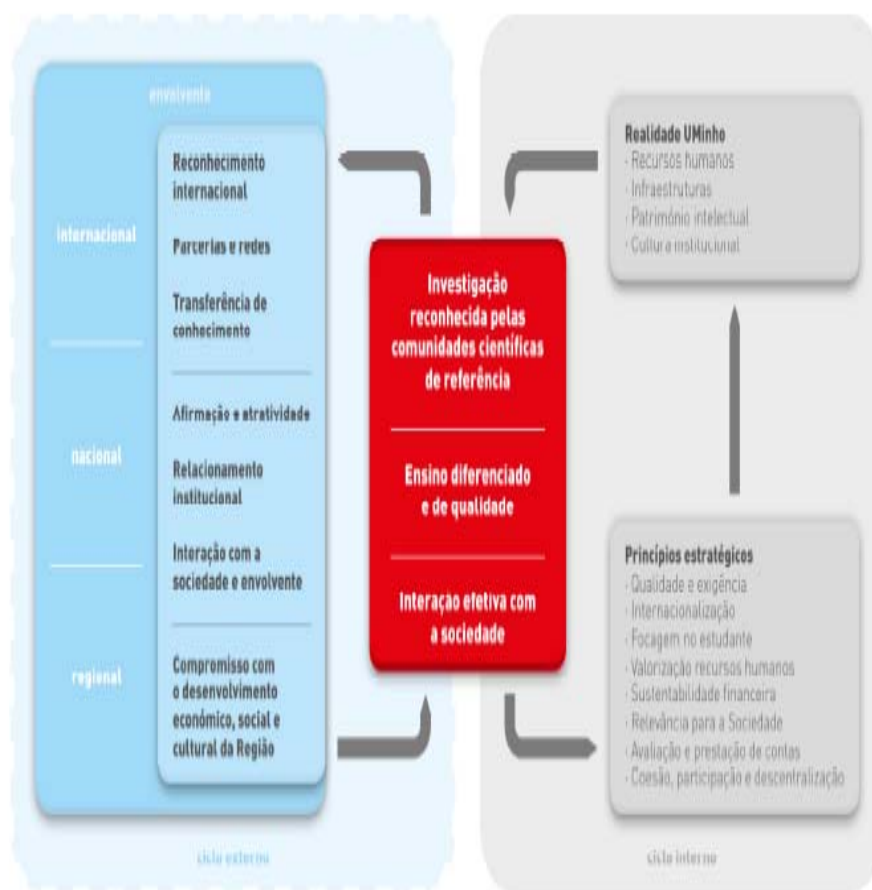 envolvente
internacional
nacional
regional
Reconhecimento
internacional
Parcerias e redes
Transferência de
conhecimento
Afirmação e atratividade
Relacionamento
institucional
Interação com a
sociedade e envolvente
Compromisso com
o desenvolvimento
económico, social e
cultural da Região
ciclo externo
Investigação
reconhecida pelas
comunidades científicas
de referência
Ensino diferenciado
e de qualidade
Interação efetiva com
a sociedade
Realidade UMinho
· Recursos humanos
· Infraestruturas
· Património intelectual
· Cultura institucional
Princípios estratégicos
· Qualidade e exigência
· Internacionalização
· Focagem no estudante
· Valorização recursos humanos
· Sustentabilidade financeira
· Relevância para a Sociedade
· Avaliação e prestação de contas
· Coesão, participação e descentralização
ciclo interno